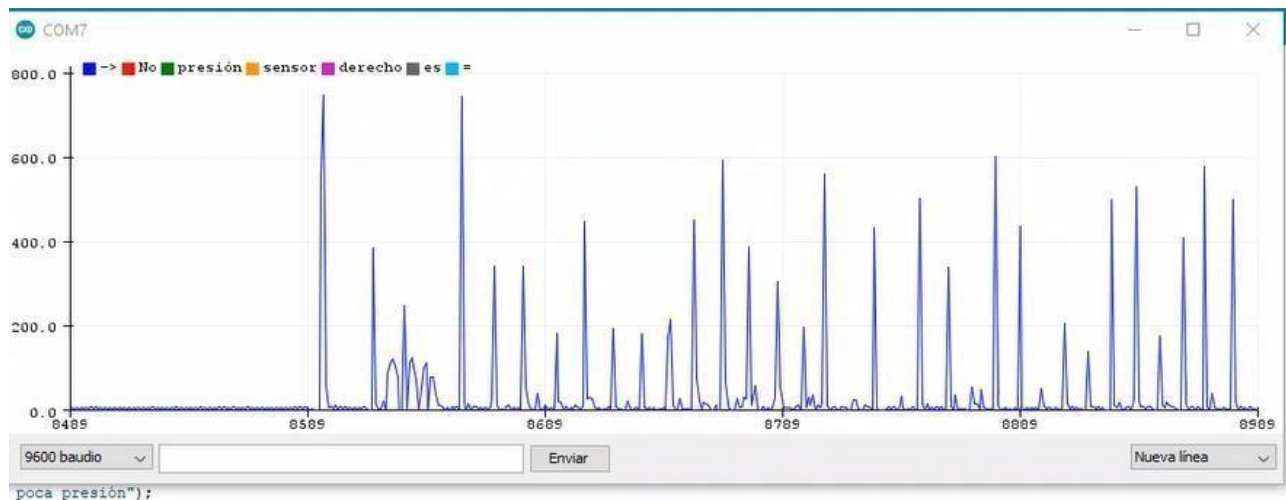 COM7
-> No presión sensor derecho es =
800.0
600.0
400.0
200.0
0.0
8489 8589 8689 8789 8889 8989
9600 baudio Enviar Nueva línea
poca presión");